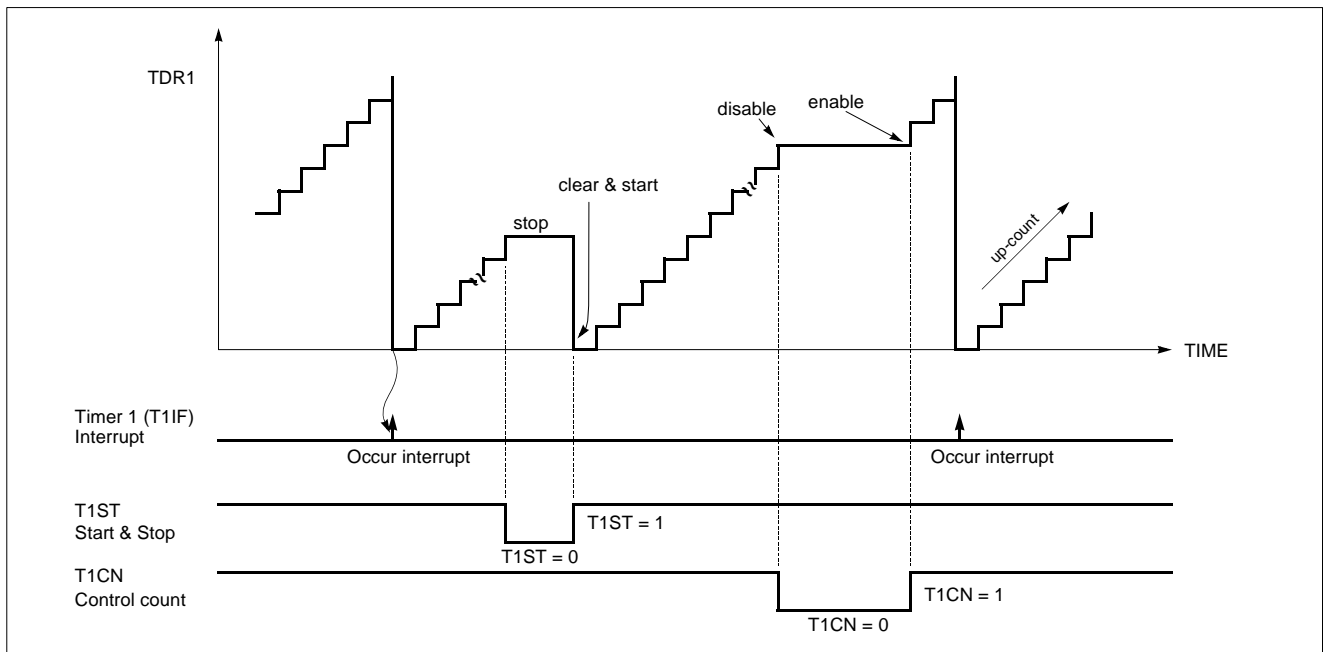 TDR1
disable
enable
clear & start
stop
up-count
TIME
Timer 1 (T1IF)
Interrupt
Occur interrupt
Occur interrupt
T1ST
Start & Stop
T1ST = 1
T1ST = 0
T1CN
Control count
T1CN = 1
T1CN = 0